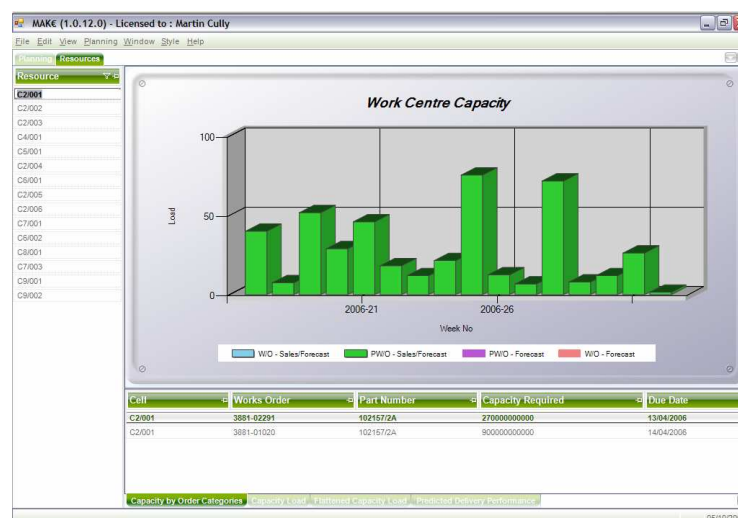 MAK€ (1.0.12.0) - Licensed to : Martin Cully
File Edit View Planning Window Style Help
Planning Resources
Resource
C2/001
C2/002
C2/003
C4/001
C5/001
C2/004
C6/001
C2/005
C2/006
C7/001
C6/002
C8/001
C7/003
C9/001
C9/002
Work Centre Capacity
100
50
0
Load
2006-21 2006-26
Week No
W/O - Sales/Forecast PWO - Sales/Forecast PWO - Forecast W/O - Forecast
Cell Works Order Part Number Capacity Required Due Date
C2/001 3881-02291 102157/2A 270000000000 13/04/2006
C2/001 3881-01020 102157/2A 900000000000 14/04/2006
Capacity by Order Categories Capacity Load Flattened Capacity Load Predicted Delivery Performance